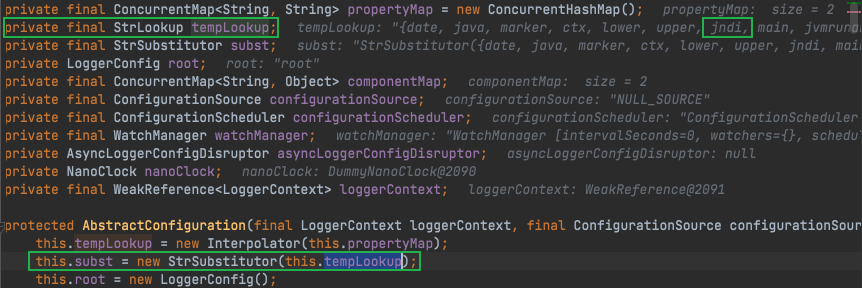 private final ConcurrentMap<String, String> propertyMap = new ConcurrentHashMap(); propertyMap: size = 2
private final StrLookup tempLookup; tempLookup: "{date, java, marker, ctx, lower, upper, jndi, main, jvmrun
private final StrSubstitutor subst; subst: "StrSubstitutor({date, java, marker, ctx, lower, upper, jndi, mai
private LoggerConfig root; root: "root"
private final ConcurrentMap<String, Object> componentMap; componentMap: size = 2
private final ConfigurationSource configurationSource; configurationSource: "NULL_SOURCE"
private final ConfigurationScheduler configurationScheduler; configurationScheduler: "ConfigurationScheduler
private final WatchManager watchManager; watchManager: "WatchManager [intervalSeconds=0, watchers={}, schedul
private AsyncLoggerConfigDisruptor asyncLoggerConfigDisruptor; asyncLoggerConfigDisruptor: null
private NanoClock nanoClock; nanoClock: DummyNanoClock@2090
private final WeakReference<LoggerContext> loggerContext; loggerContext: WeakReference@2091
protected AbstractConfiguration(final LoggerContext loggerContext, final ConfigurationSource configurationSour
this.tempLookup = new Interpolator(this.propertyMap);
this.subst = new StrSubstitutor(this.tempLookup);
this.root = new LoggerConfig();